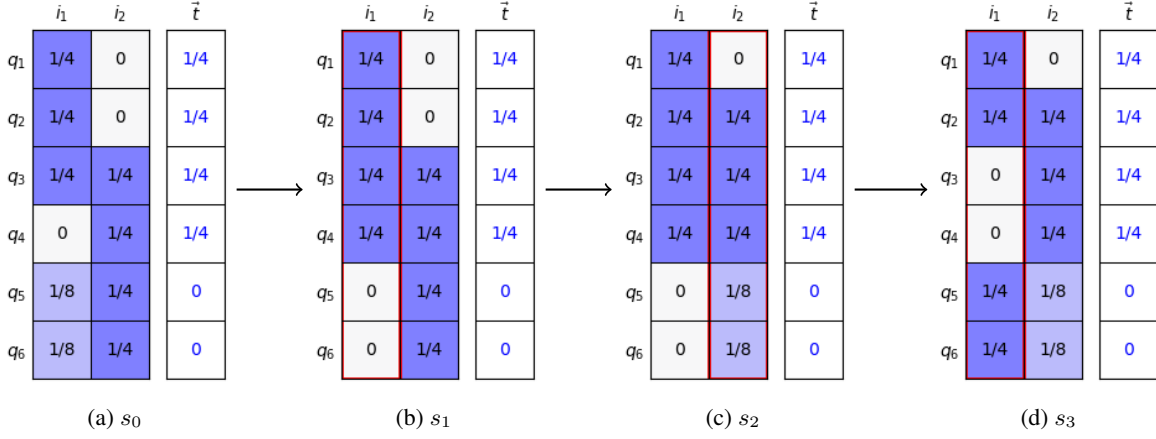 i₁ i₂ t⃗ i₁ i₂ t⃗ i₁ i₂ t⃗ i₁ i₂ t⃗
q₁ 1/4 0 1/4 q₁ 1/4 0 1/4 q₁ 1/4 0 1/4 q₁ 1/4 0 1/4
q₂ 1/4 0 1/4 q₂ 1/4 0 1/4 q₂ 1/4 1/4 1/4 q₂ 1/4 1/4 1/4
q₃ 1/4 1/4 1/4 q₃ 1/4 1/4 1/4 q₃ 1/4 1/4 1/4 q₃ 0 1/4 1/4
q₄ 0 1/4 1/4 q₄ 1/4 1/4 1/4 q₄ 1/4 1/4 1/4 q₄ 0 1/4 1/4
q₅ 1/8 1/4 0 q₅ 0 1/4 0 q₅ 0 1/8 0 q₅ 1/4 1/8 0
q₆ 1/8 1/4 0 q₆ 0 1/4 0 q₆ 0 1/8 0 q₆ 1/4 1/8 0
(a) s₀ (b) s₁ (c) s₂ (d) s₃